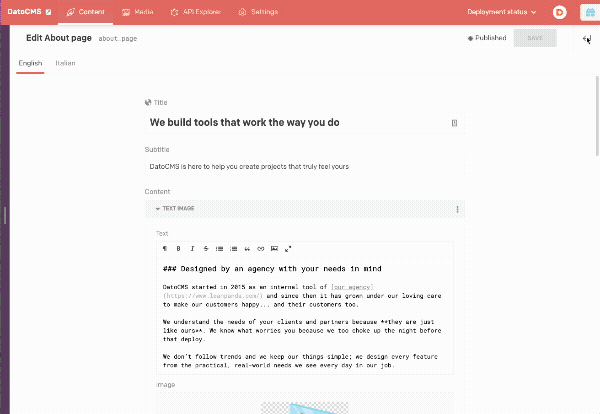 DatoCMS
Content
Media
API Explorer
Settings
Deployment status
Edit About page
about_page
Published
SAVE
English
Italian
Title
We build tools that work the way you do
Subtitle
DatoCMS is here to help you create projects that truly feel yours
Content
TEXT IMAGE
Text
### Designed by an agency with your needs in mind
DatoCMS started in 2015 as an internal tool of [our agency]
(https://www.leanpanda.com/) and since then it has grown under our loving care
to make our customers happy... and their customers too.
We understand the needs of your clients and partners because **they are just
like ours**. We know what worries you because we too choke up the night before
that deploy.
We don't follow trends and we keep our things simple; we design every feature
from the practical, real-world needs we see every day in our job.
Image